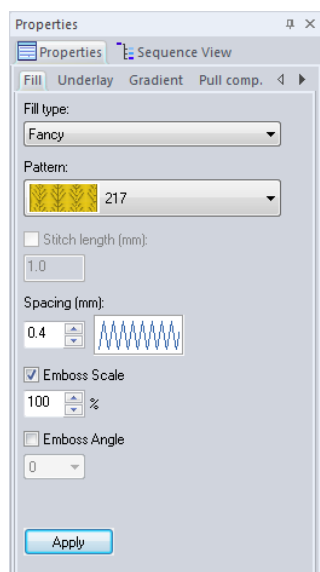 Properties
Properties Sequence View
Fill Underlay Gradient Pull comp.
Fill type:
Fancy
Pattern:
217
Stitch length (mm):
1.0
Spacing (mm):
0.4
Emboss Scale
100 %
Emboss Angle
0
Apply